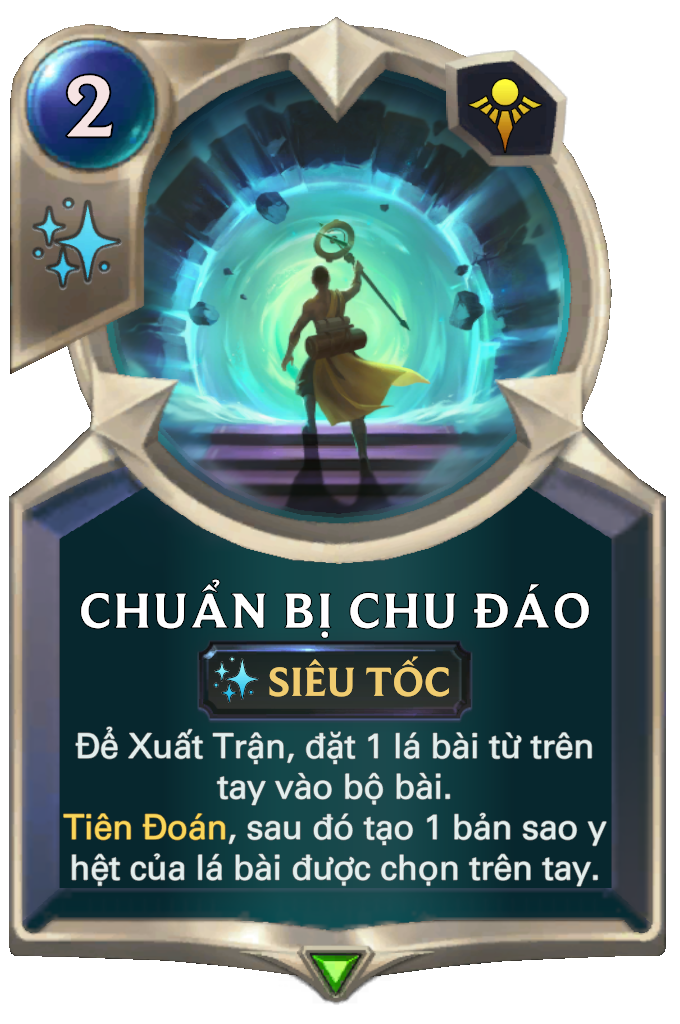 2
CHUẨN BỊ CHU ĐÁO
SIÊU TỐC
Để Xuất Trận, đặt 1 lá bài từ trên
tay vào bộ bài.
Tiên Đoán, sau đó tạo 1 bản sao y
hệt của lá bài được chọn trên tay.